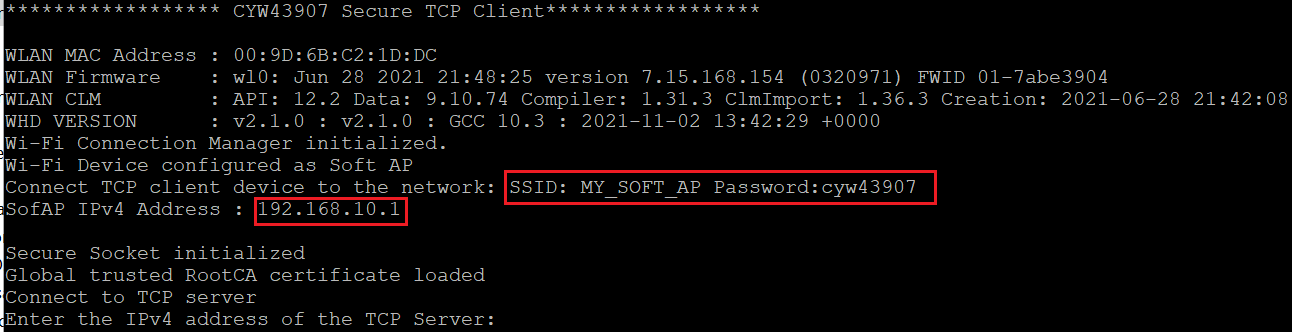 ****************** CYW43907 Secure TCP Client******************
WLAN MAC Address : 00:9D:6B:C2:1D:DC
WLAN Firmware : wl0: Jun 28 2021 21:48:25 version 7.15.168.154 (0320971) FWID 01-7abe3904
WLAN CLM : API: 12.2 Data: 9.10.74 Compiler: 1.31.3 ClmImport: 1.36.3 Creation: 2021-06-28 21:42:08
WHD VERSION : v2.1.0 : v2.1.0 : GCC 10.3 : 2021-11-02 13:42:29 +0000
Wi-Fi Connection Manager initialized.
Wi-Fi Device configured as Soft AP
Connect TCP client device to the network: SSID: MY_SOFT_AP Password:cyw43907
SofAP IPv4 Address : 192.168.10.1
Secure Socket initialized
Global trusted RootCA certificate loaded
Connect to TCP server
Enter the IPv4 address of the TCP Server: